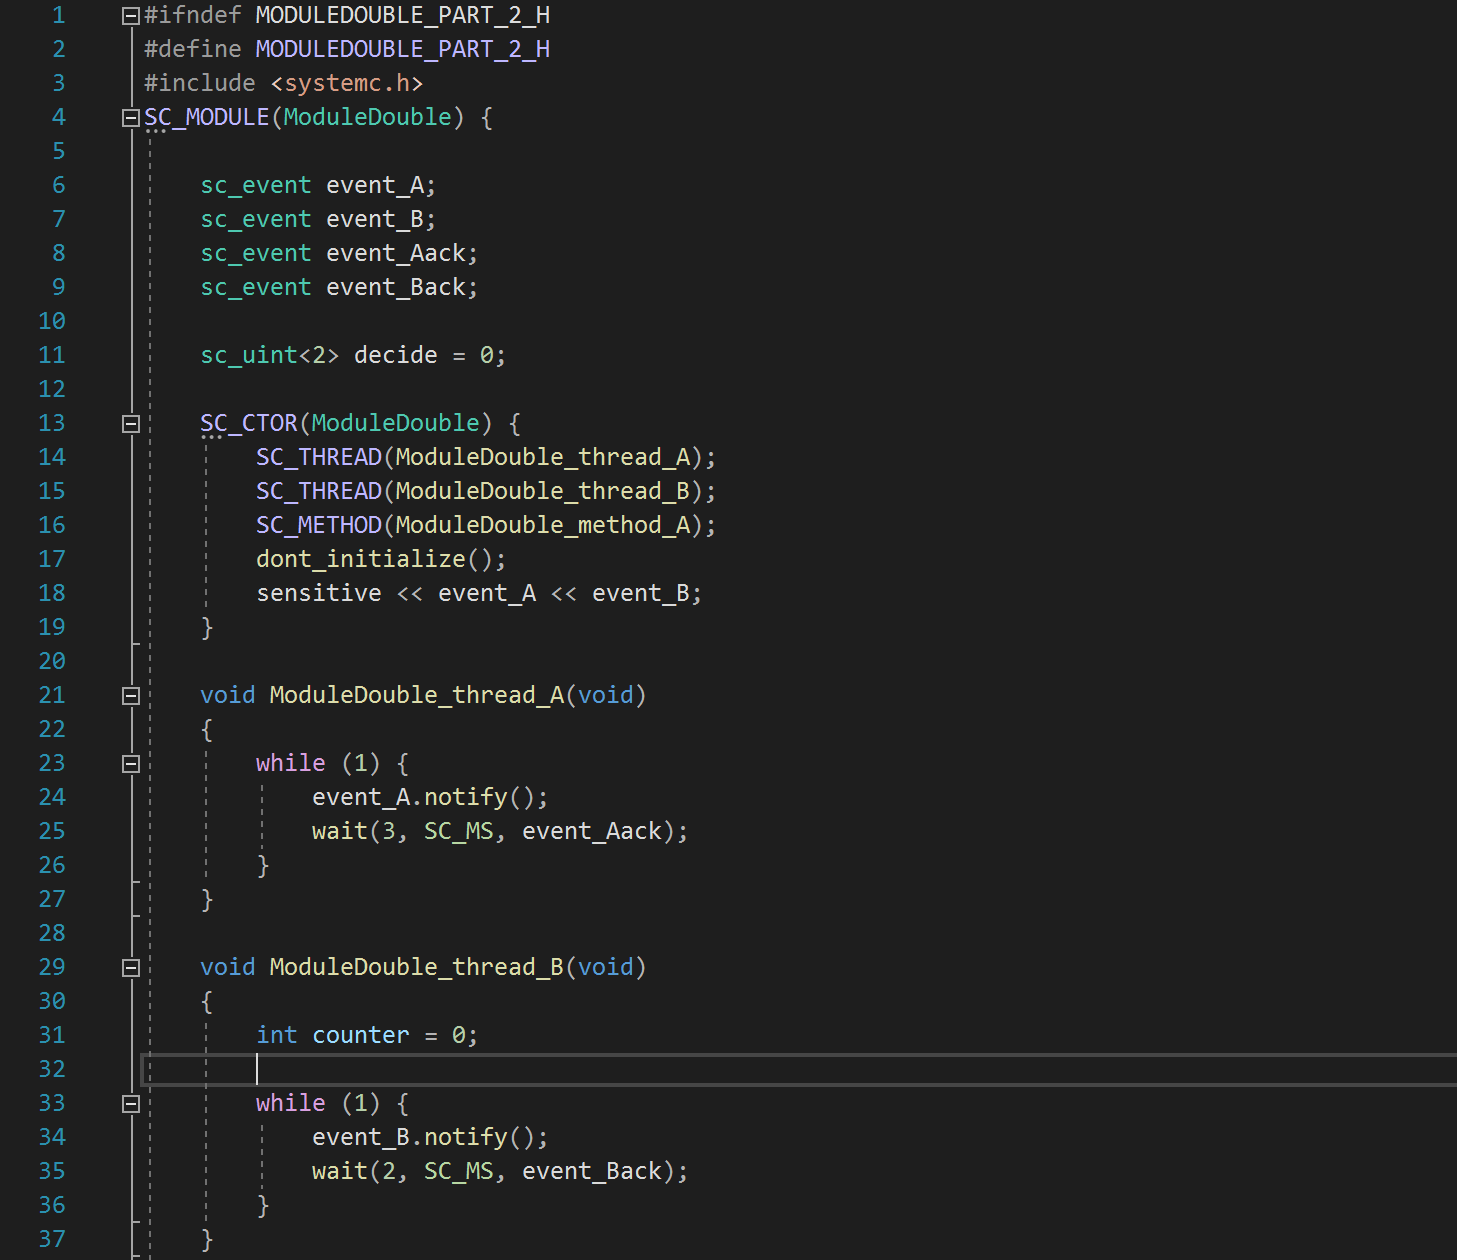 1 #ifndef MODULEDOUBLE_PART_2_H
2 #define MODULEDOUBLE_PART_2_H
3 #include <systemc.h>
4 SC_MODULE(ModuleDouble) {
5
6     sc_event event_A;
7     sc_event event_B;
8     sc_event event_Aack;
9     sc_event event_Back;
10
11     sc_uint<2> decide = 0;
12
13     SC_CTOR(ModuleDouble) {
14         SC_THREAD(ModuleDouble_thread_A);
15         SC_THREAD(ModuleDouble_thread_B);
16         SC_METHOD(ModuleDouble_method_A);
17         dont_initialize();
18         sensitive << event_A << event_B;
19     }
20
21     void ModuleDouble_thread_A(void)
22     {
23         while (1) {
24             event_A.notify();
25             wait(3, SC_MS, event_Aack);
26         }
27     }
28
29     void ModuleDouble_thread_B(void)
30     {
31         int counter = 0;
32
33         while (1) {
34             event_B.notify();
35             wait(2, SC_MS, event_Back);
36         }
37     }